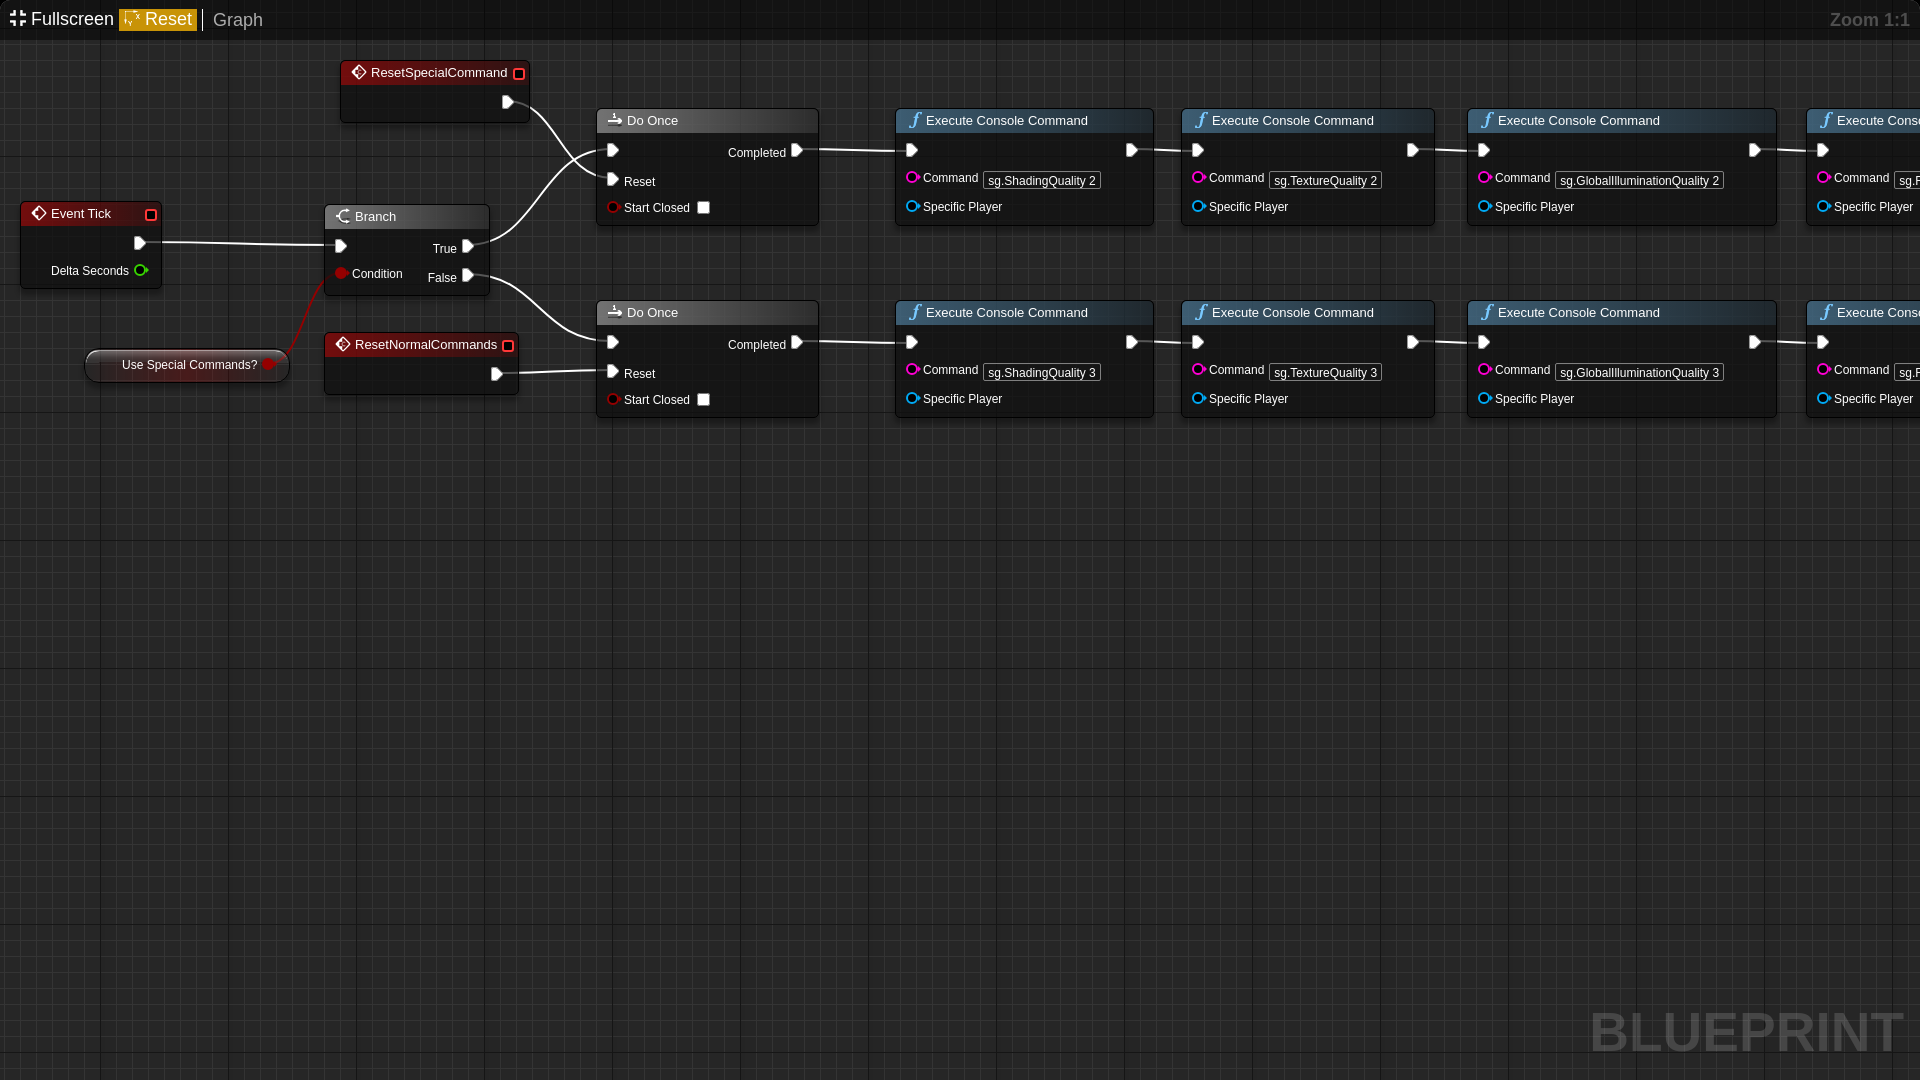 Fullscreen Reset Graph Zoom 1:1
ResetSpecialCommand
Do Once
Completed
Reset
Start Closed
Execute Console Command
Command sg.ShadingQuality 2
Specific Player
Execute Console Command
Command sg.TextureQuality 2
Specific Player
Execute Console Command
Command sg.GlobalIlluminationQuality 2
Specific Player
Execute Conso
Command sg.F
Specific Player
Event Tick
Delta Seconds
Branch
True
Condition
False
Use Special Commands?
ResetNormalCommands
Do Once
Completed
Reset
Start Closed
Execute Console Command
Command sg.ShadingQuality 3
Specific Player
Execute Console Command
Command sg.TextureQuality 3
Specific Player
Execute Console Command
Command sg.GlobalIlluminationQuality 3
Specific Player
Execute Conso
Command sg.F
Specific Player
BLUEPRINT